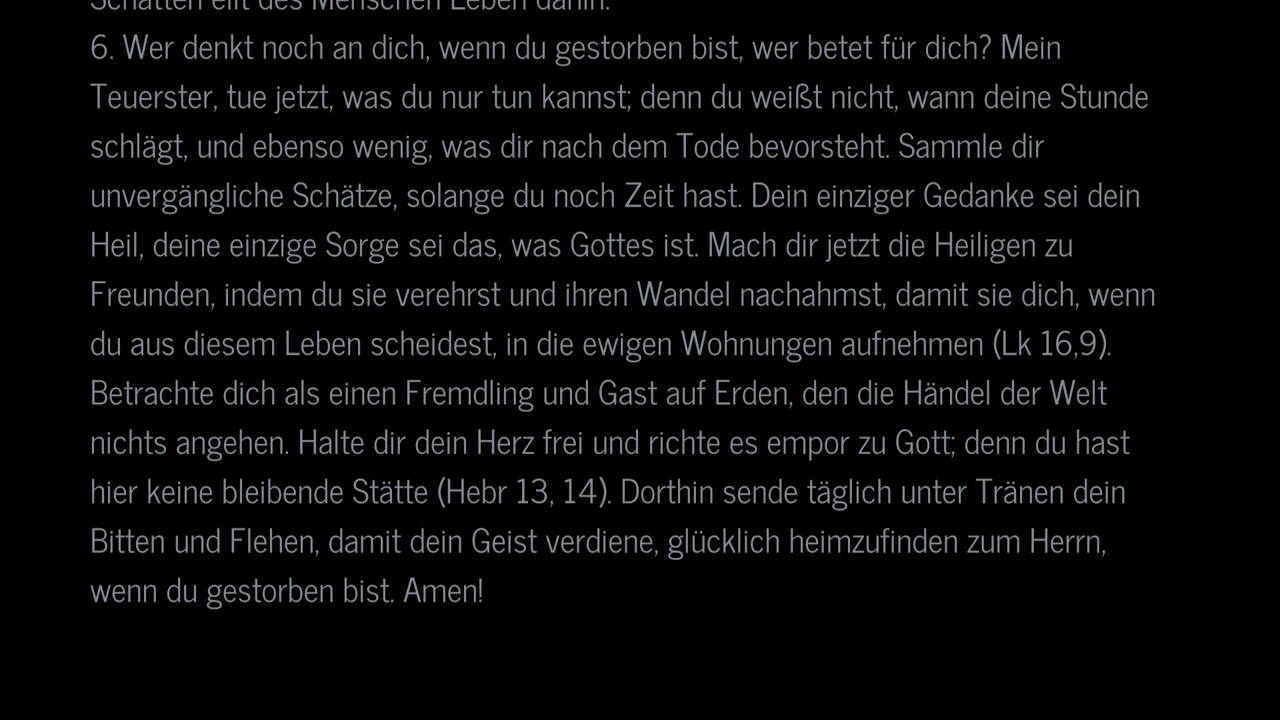 Schatten eilt des Menschen Leben dahin.
6. Wer denkt noch an dich, wenn du gestorben bist, wer betet für dich? Mein
Teuerster, tue jetzt, was du nur tun kannst; denn du weißt nicht, wann deine Stunde
schlägt, und ebenso wenig, was dir nach dem Tode bevorsteht. Sammle dir
unvergängliche Schätze, solange du noch Zeit hast. Dein einziger Gedanke sei dein
Heil, deine einzige Sorge sei das, was Gottes ist. Mach dir jetzt die Heiligen zu
Freunden, indem du sie verehrst und ihren Wandel nachahmst, damit sie dich, wenn
du aus diesem Leben scheidest, in die ewigen Wohnungen aufnehmen (Lk 16,9).
Betrachte dich als einen Fremdling und Gast auf Erden, den die Händel der Welt
nichts angehen. Halte dir dein Herz frei und richte es empor zu Gott; denn du hast
hier keine bleibende Stätte (Hebr 13, 14). Dorthin sende täglich unter Tränen dein
Bitten und Flehen, damit dein Geist verdiene, glücklich heimzufinden zum Herrn,
wenn du gestorben bist. Amen!